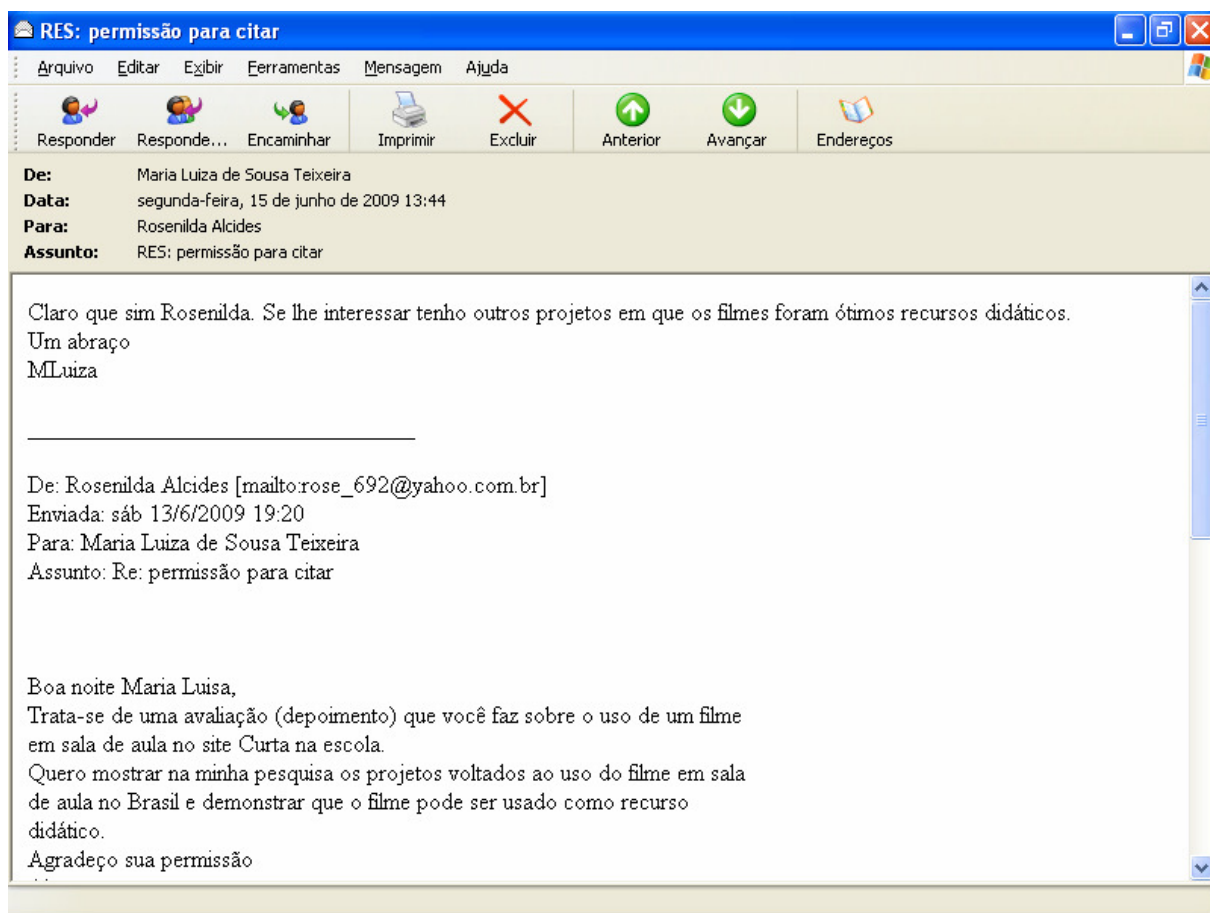 RES: permissão para citar
Arquivo Editar Exibir Ferramentas Mensagem Ajuda
Responder Responde... Encaminhar Imprimir Excluir Anterior Avançar Endereços
De: Maria Luiza de Sousa Teixeira
Data: segunda-feira, 15 de junho de 2009 13:44
Para: Rosenilda Alcides
Assunto: RES: permissão para citar
Claro que sim Rosenilda. Se lhe interessar tenho outros projetos em que os filmes foram ótimos recursos didáticos.
Um abraço
MLuiza
De: Rosenilda Alcides [mailto:rose_692@yahoo.com.br]
Enviada: sáb 13/6/2009 19:20
Para: Maria Luiza de Sousa Teixeira
Assunto: Re: permissão para citar
Boa noite Maria Luisa,
Trata-se de uma avaliação (depoimento) que você faz sobre o uso de um filme
em sala de aula no site Curta na escola.
Quero mostrar na minha pesquisa os projetos voltados ao uso do filme em sala
de aula no Brasil e demonstrar que o filme pode ser usado como recurso
didático.
Agradeço sua permissão